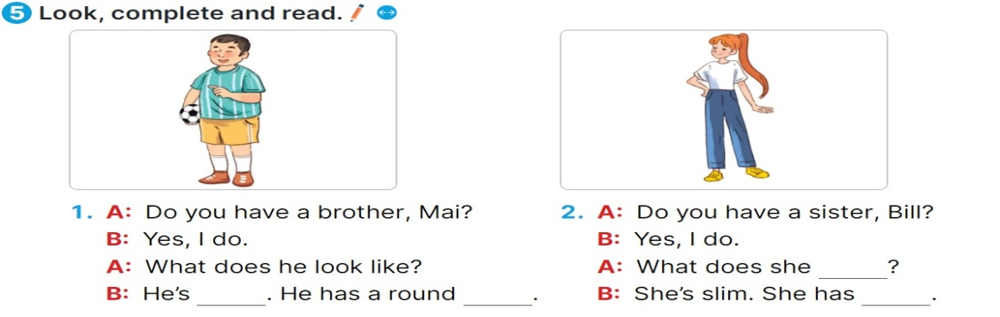 5 Look, complete and read.
1. A: Do you have a brother, Mai?
B: Yes, I do.
A: What does he look like?
B: He's ______. He has a round ______.
2. A: Do you have a sister, Bill?
B: Yes, I do.
A: What does she ______?
B: She's slim. She has ______.